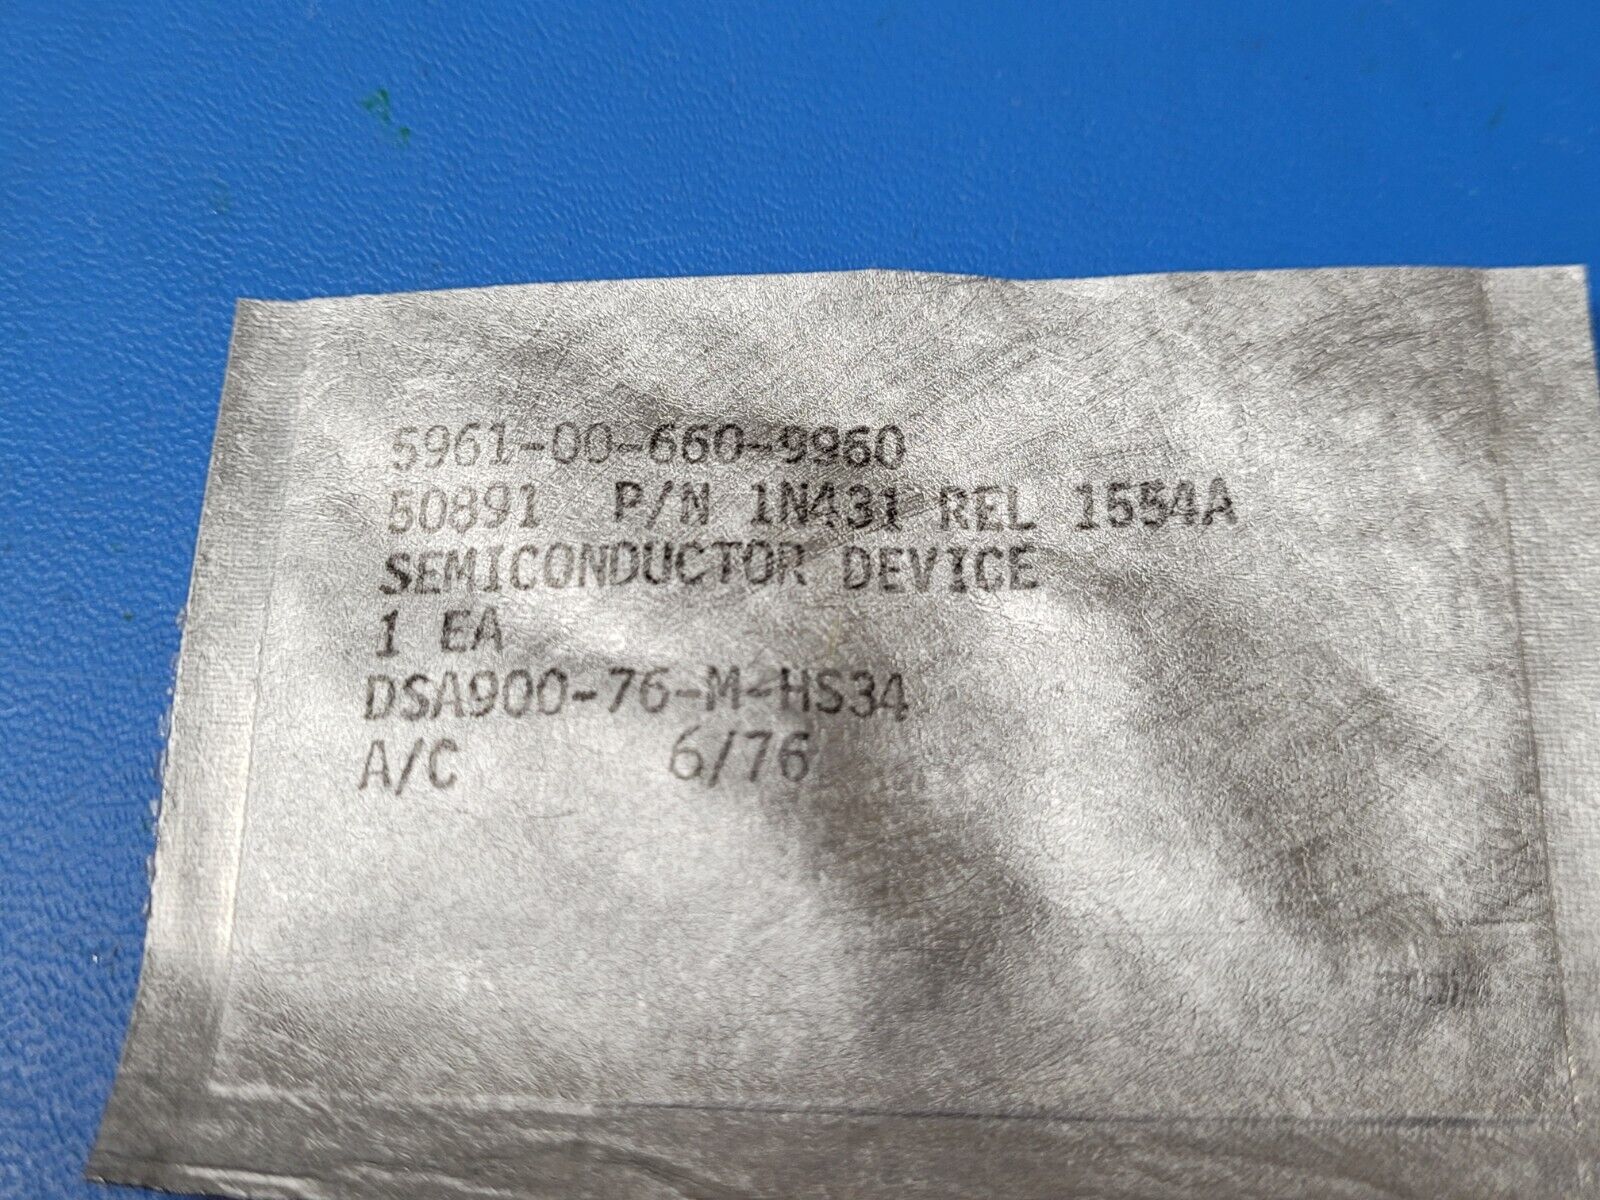 5961-00-660-9960
50891 P/N 1N431 REL 1554A
SEMICONDUCTOR DEVICE
1 EA
DSA900-76-M-HS34
A/C 6/76